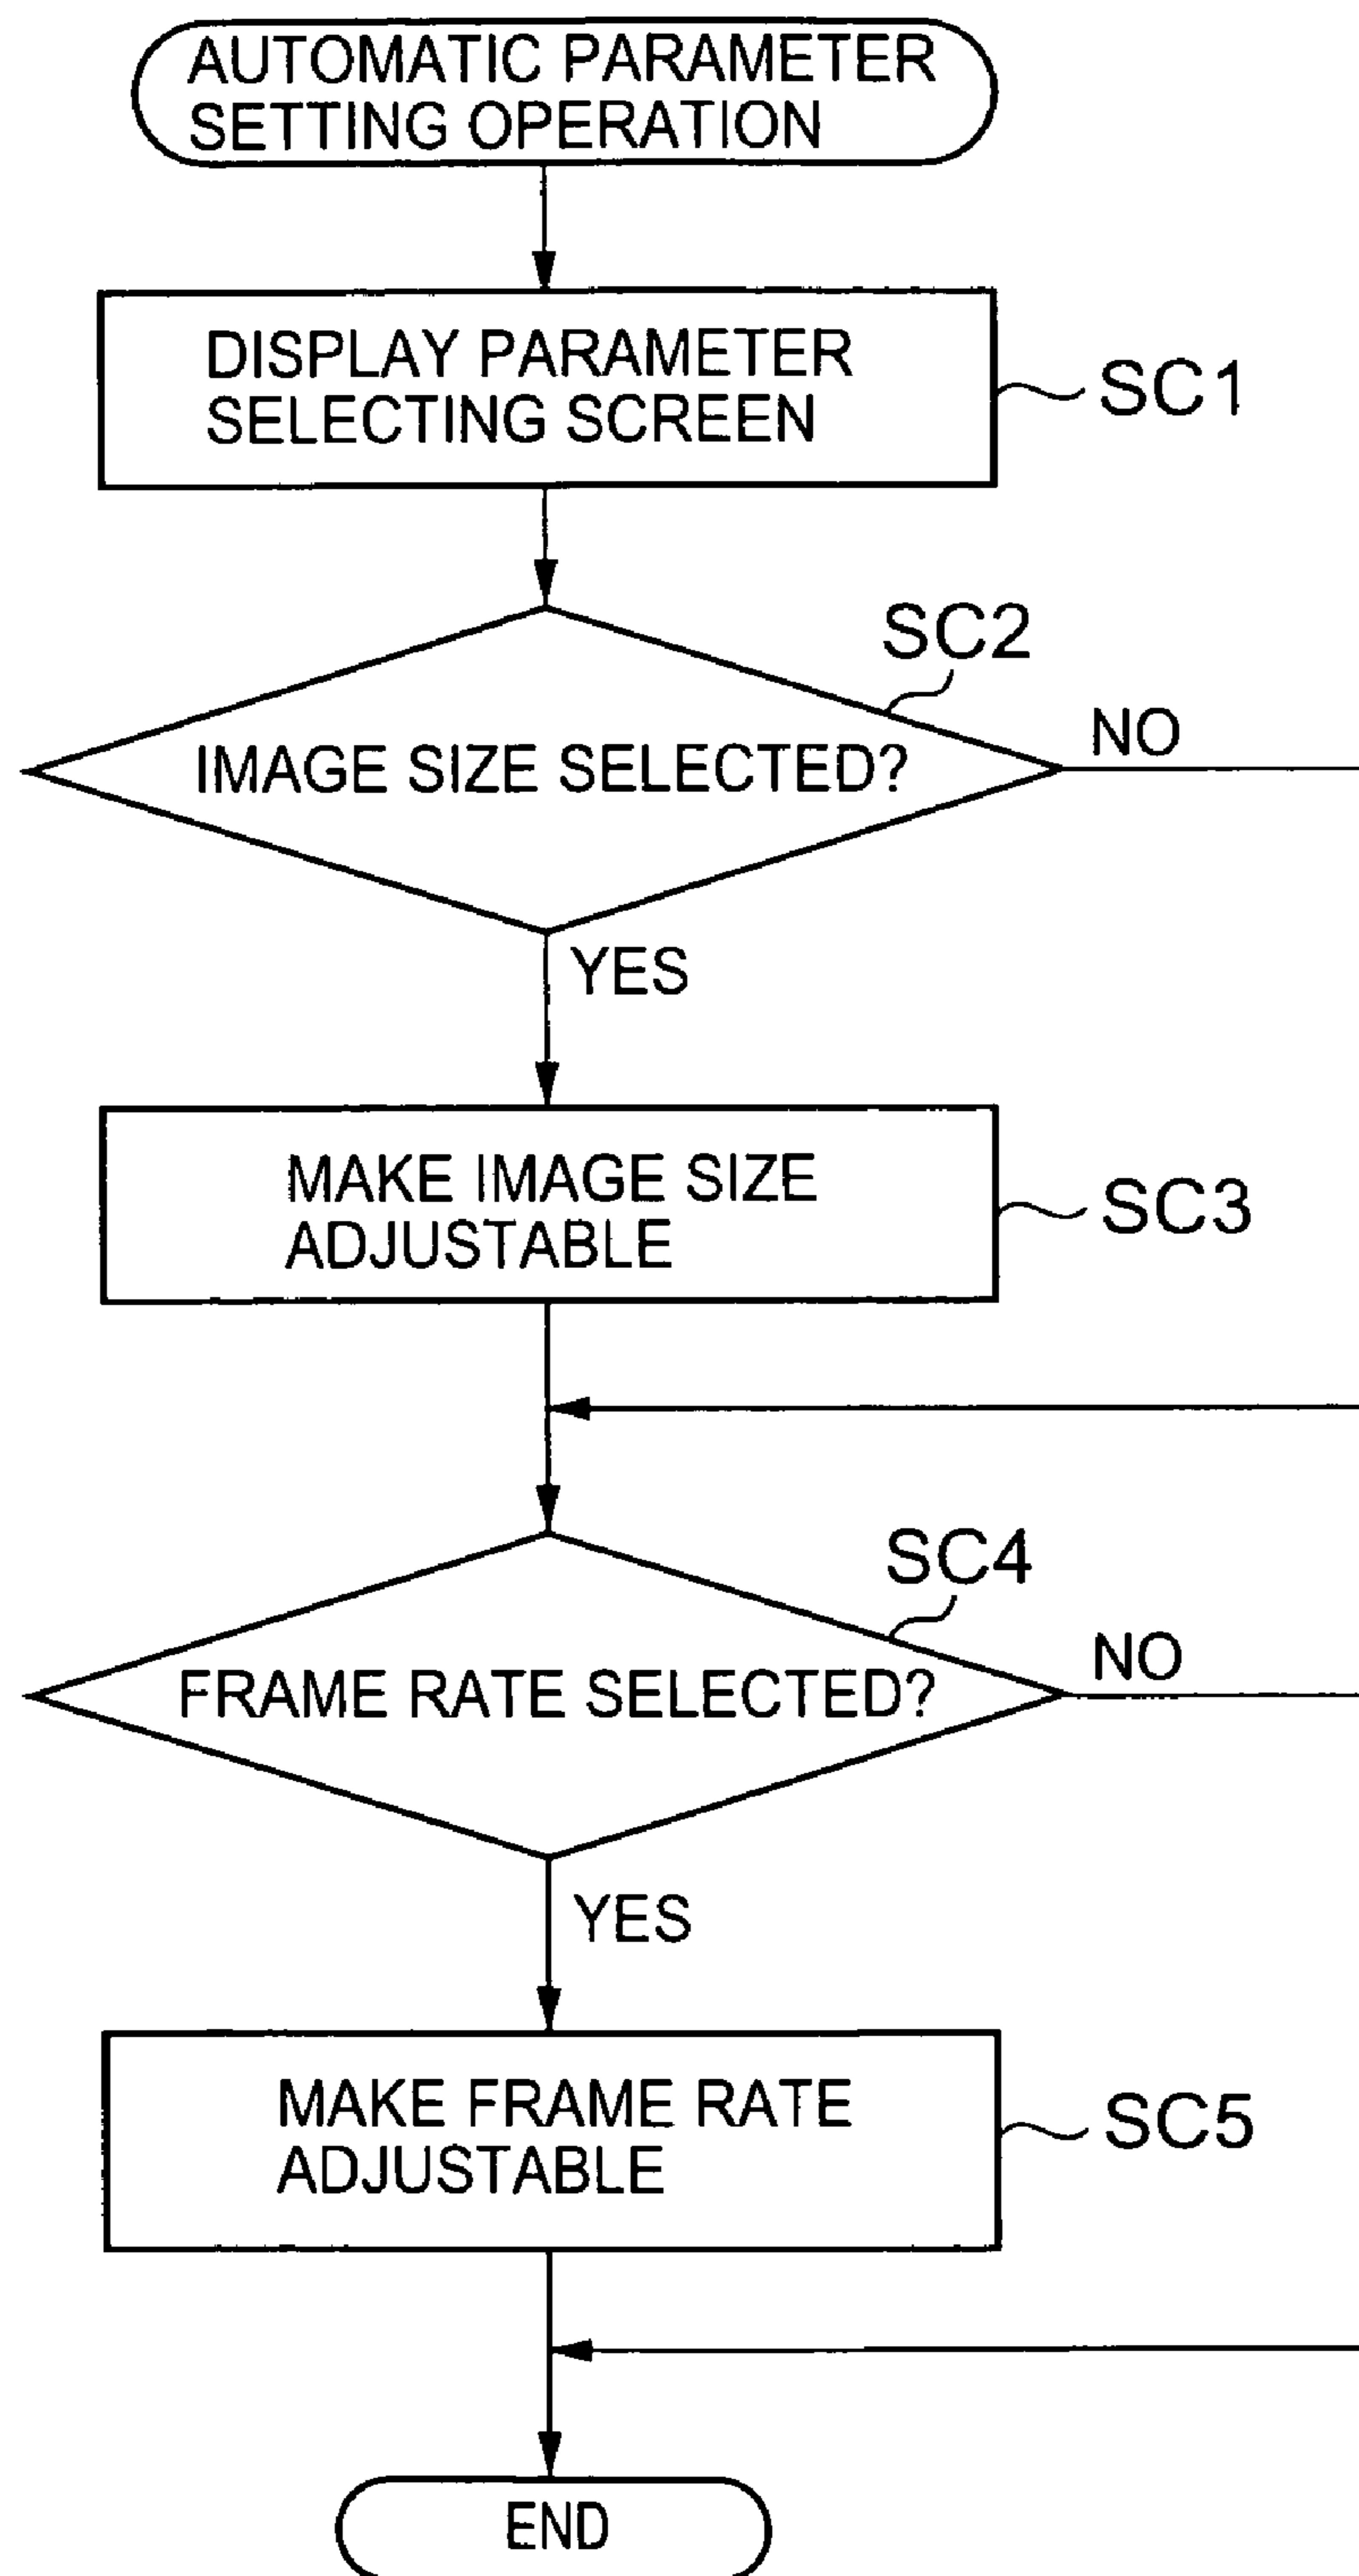 AUTOMATIC PARAMETER
SETTING OPERATION
DISPLAY PARAMETER
SELECTING SCREEN
SC1
SC2
IMAGE SIZE SELECTED?
NO
YES
MAKE IMAGE SIZE
ADJUSTABLE
SC3
SC4
FRAME RATE SELECTED?
NO
YES
MAKE FRAME RATE
ADJUSTABLE
SC5
END